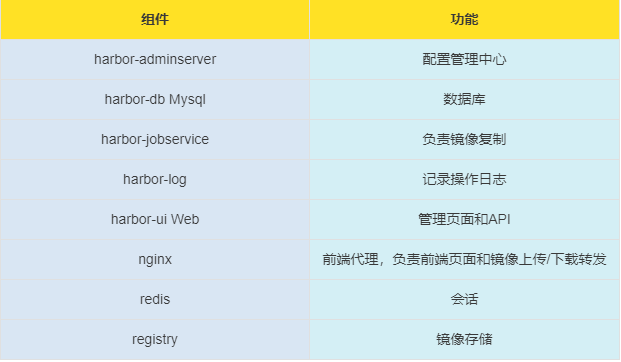 组件 功能
harbor-adminserver 配置管理中心
harbor-db Mysql 数据库
harbor-jobservice 负责镜像复制
harbor-log 记录操作日志
harbor-ui Web 管理页面和API
nginx 前端代理，负责前端页面和镜像上传/下载转发
redis 会话
registry 镜像存储